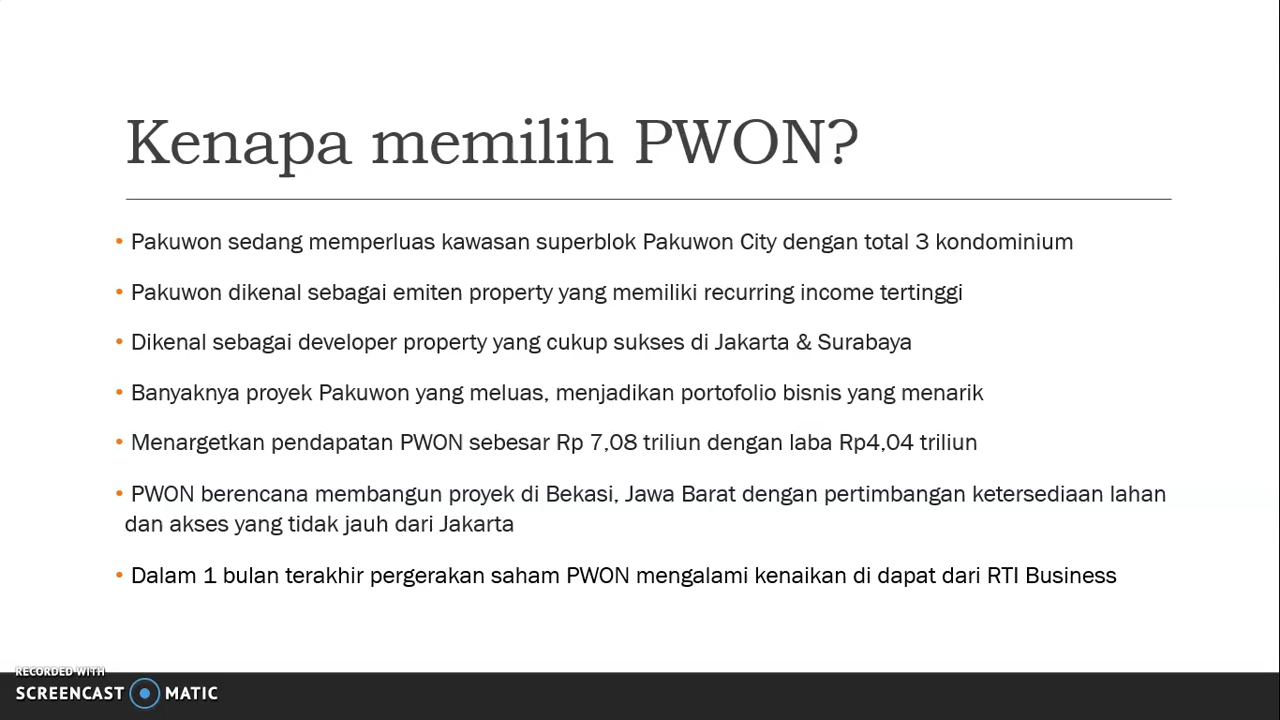 Kenapa memilih PWON?
• Pakuwon sedang memperluas kawasan superblok Pakuwon City dengan total 3 kondominium
• Pakuwon dikenal sebagai emiten property yang memiliki recurring income tertinggi
• Dikenal sebagai developer property yang cukup sukses di Jakarta & Surabaya
• Banyaknya proyek Pakuwon yang meluas, menjadikan portofolio bisnis yang menarik
• Menargetkan pendapatan PWON sebesar Rp 7,08 triliun dengan laba Rp4,04 triliun
• PWON berencana membangun proyek di Bekasi, Jawa Barat dengan pertimbangan ketersediaan lahan
dan akses yang tidak jauh dari Jakarta
• Dalam 1 bulan terakhir pergerakan saham PWON mengalami kenaikan di dapat dari RTI Business
RECORDED WITH
SCREENCAST MATIC